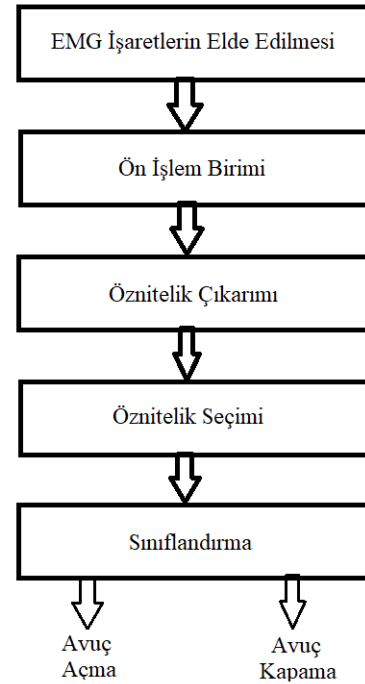 EMG İşaretlerin Elde Edilmesi
Ön İşlem Birimi
Öznitelik Çıkarımı
Öznitelik Seçimi
Sınıflandırma
Avuç
Açma
Avuç
Kapama